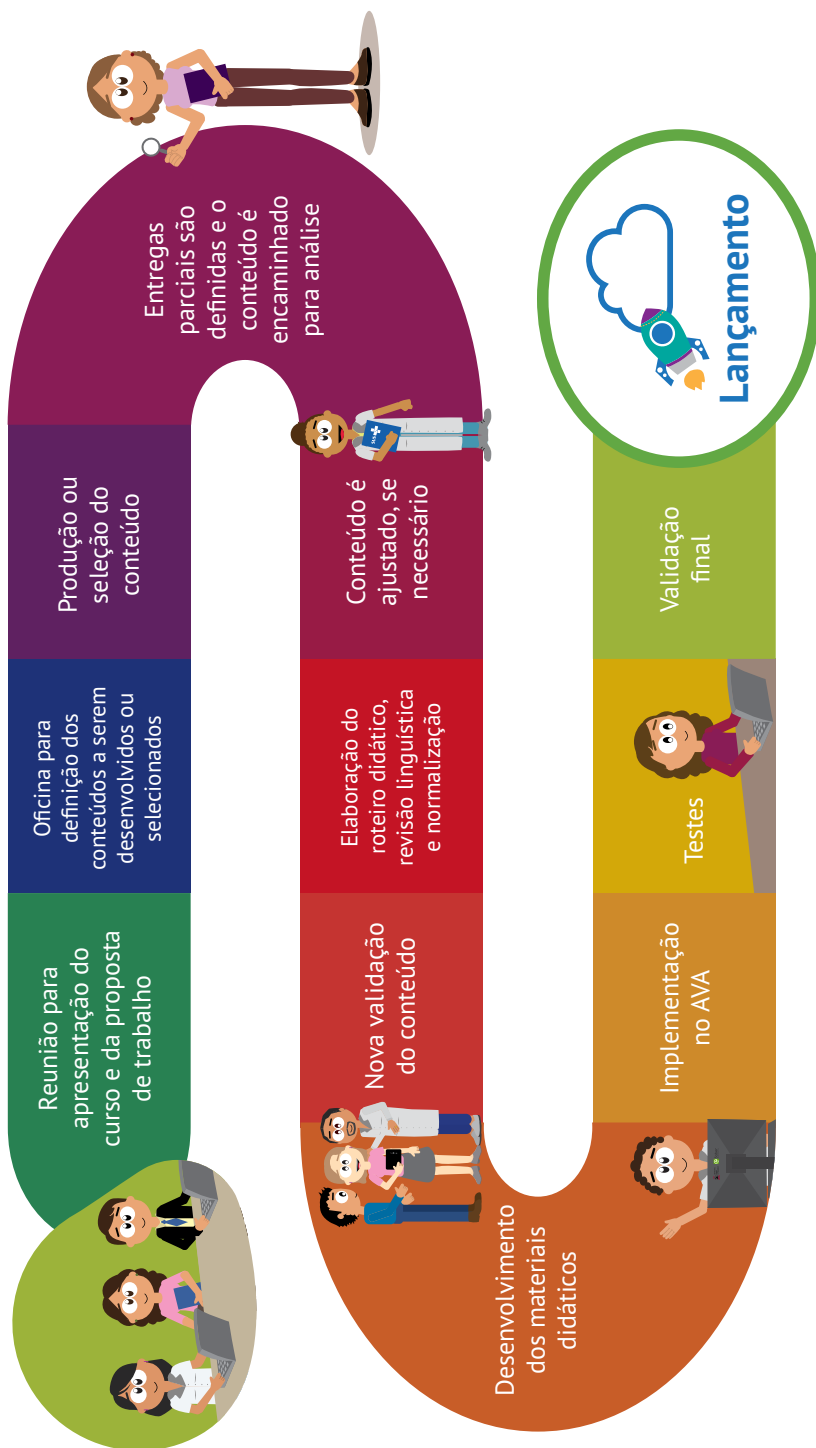 Reunião para
apresentação do
curso e da proposta
de trabalho
Oficina para
definição dos
conteúdos a serem
desenvolvidos ou
selecionados
Produção ou
seleção do
conteúdo
Entregas
parciais são
definidas e o
conteúdo é
encaminhado
para análise
Conteúdo é
ajustado, se
necessário
Elaboração do
roteiro didático,
revisão linguística
e normalização
Nova validação
do conteúdo
Desenvolvimento
dos materiais
didáticos
Implementação
no AVA
Testes
Validação
final
Lançamento